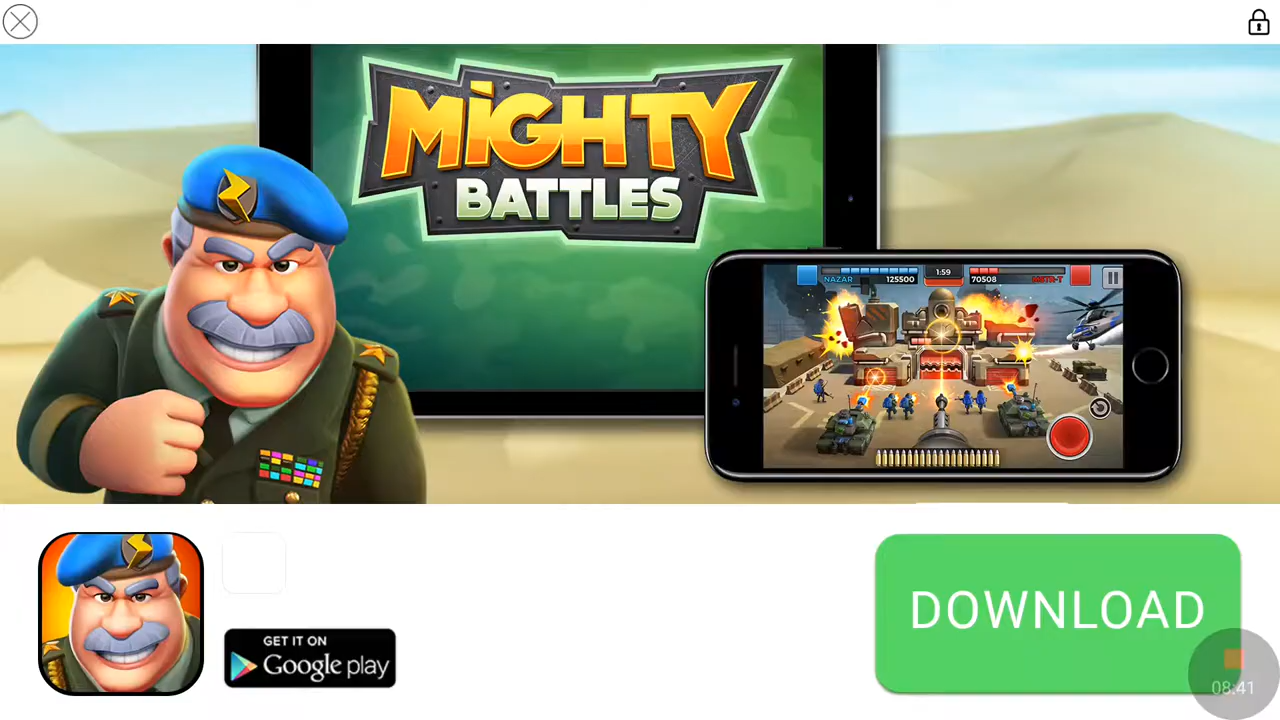 MiGHTY
BATTLES
NAZAR
125500
1:59
70508
GET IT ON
Google play
DOWNLOAD
08:41